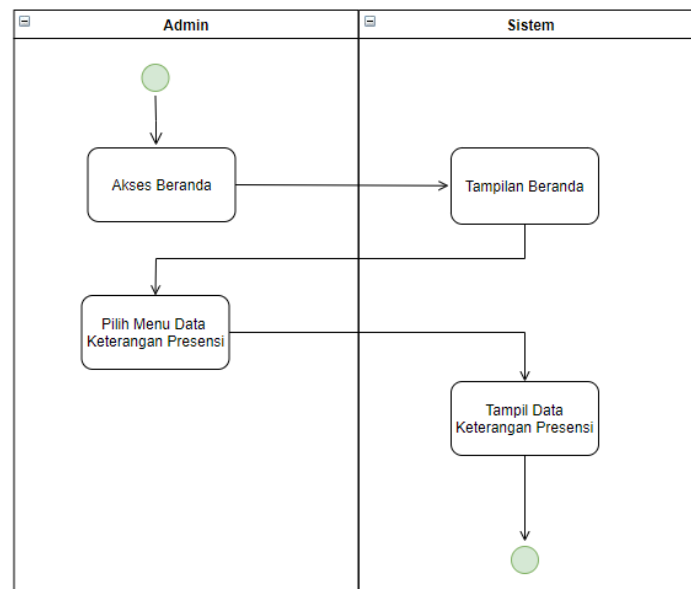 Admin
Sistem
Akses Beranda
Tampilan Beranda
Pilih Menu Data
Keterangan Presensi
Tampil Data
Keterangan Presensi